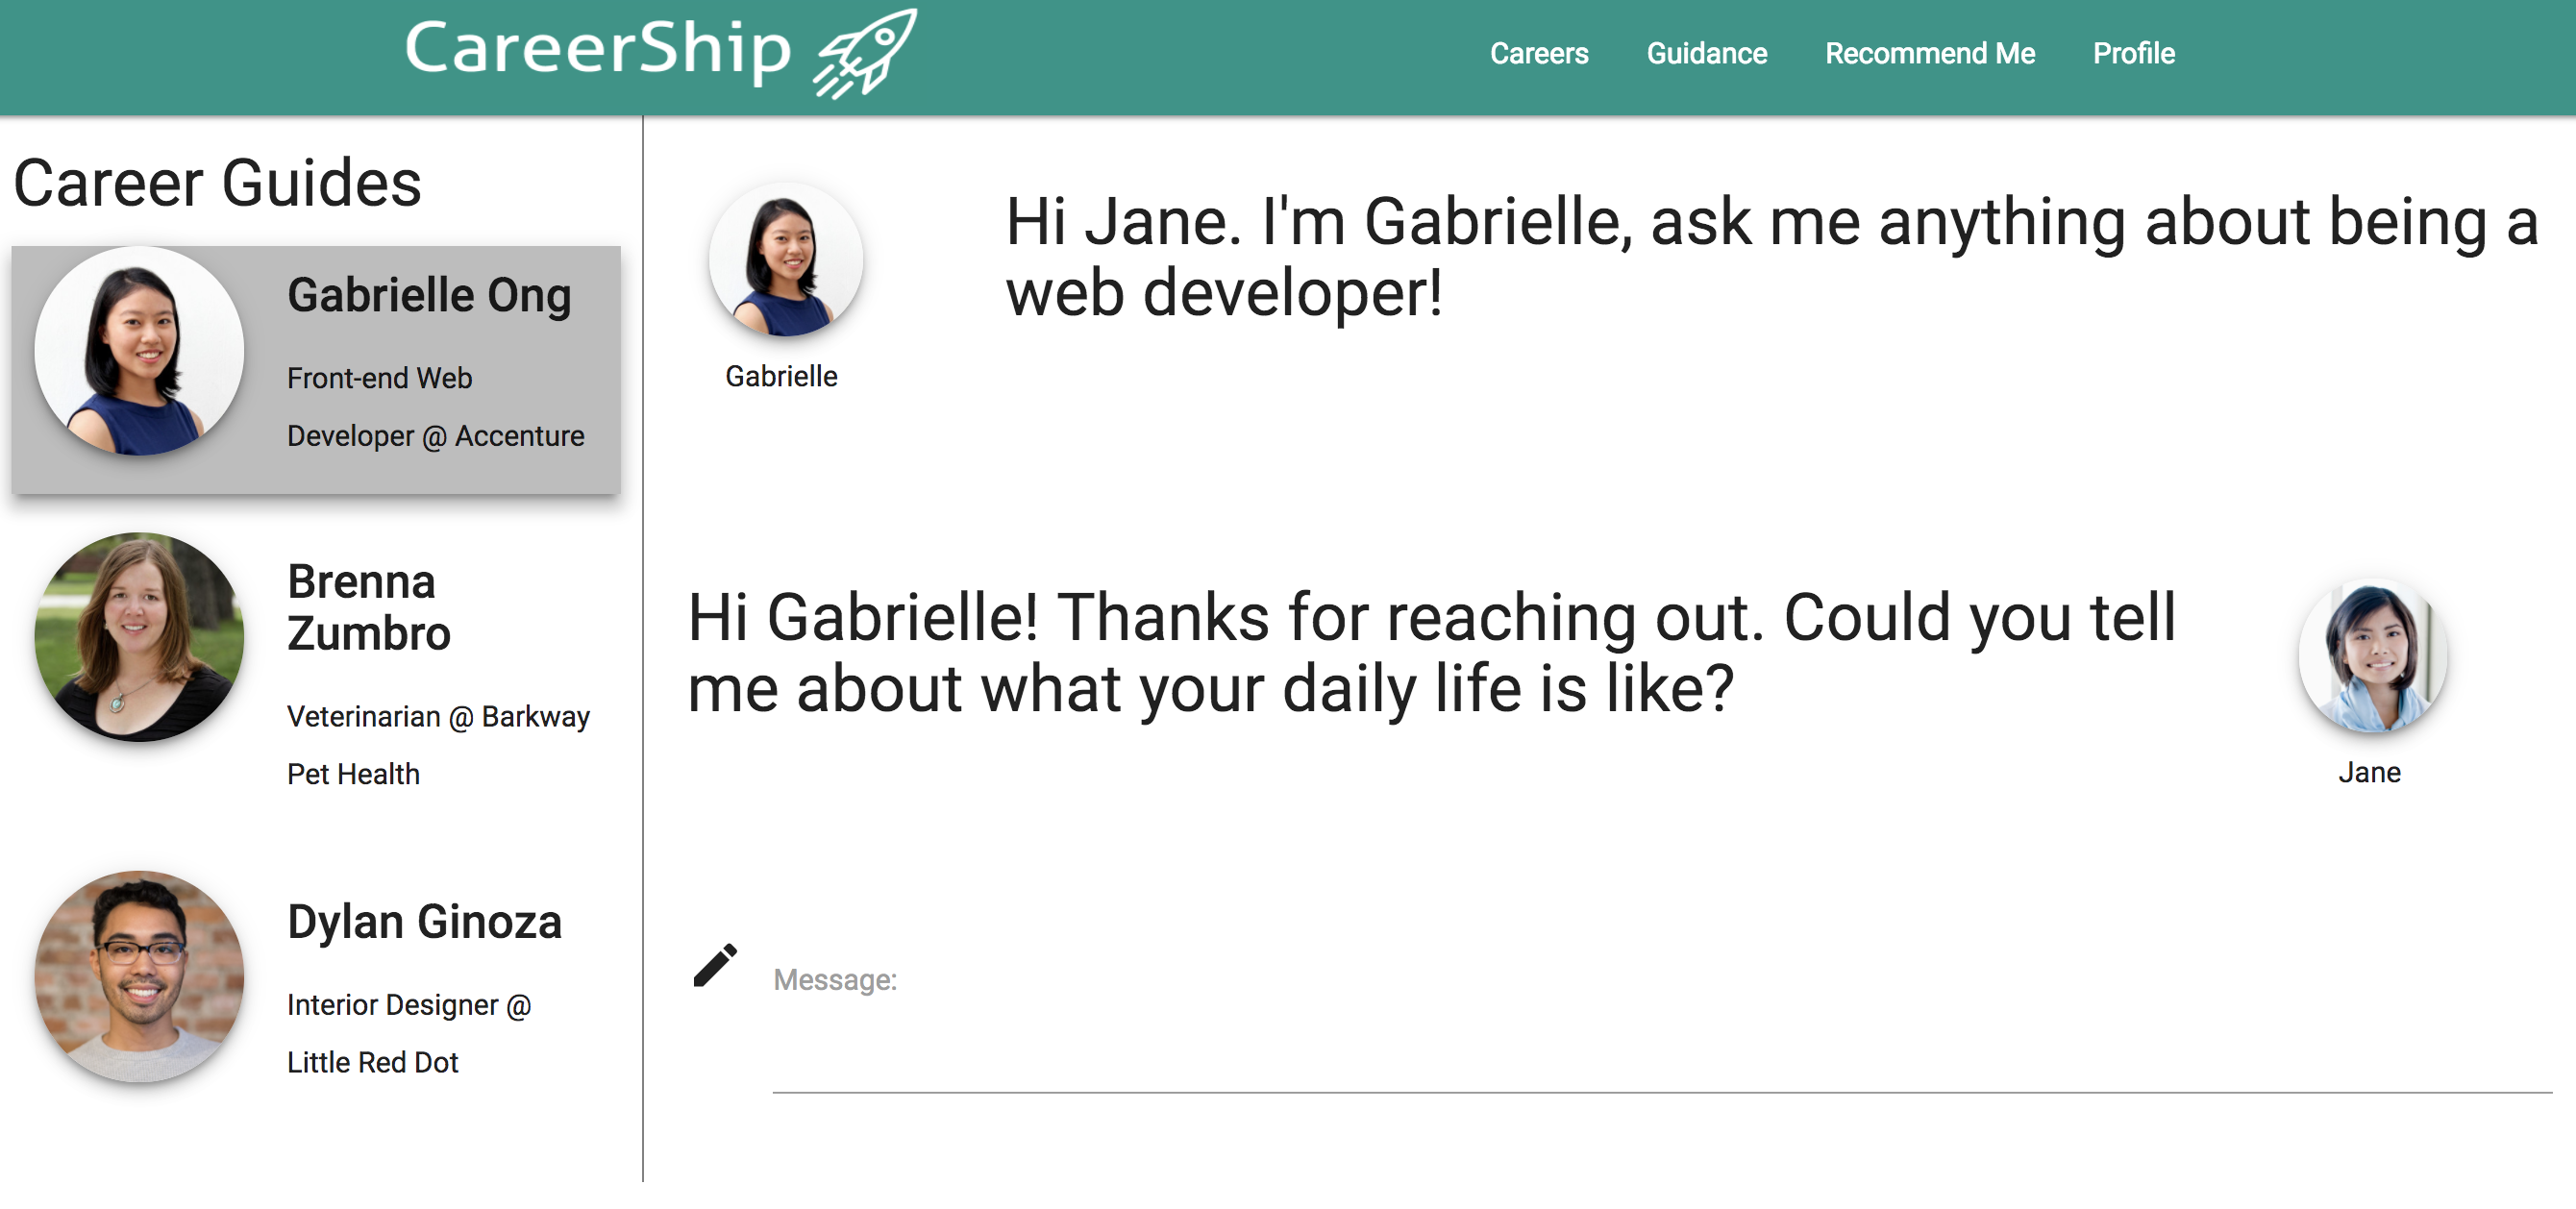 CareerShip
Careers Guidance Recommend Me Profile
Career Guides
Gabrielle Ong
Front-end Web
Developer @ Accenture
Brenna
Zumbro
Veterinarian @ Barkway
Pet Health
Dylan Ginoza
Interior Designer @
Little Red Dot
Hi Jane. I'm Gabrielle, ask me anything about being a
web developer!
Gabrielle
Hi Gabrielle! Thanks for reaching out. Could you tell
me about what your daily life is like?
Jane
Message: